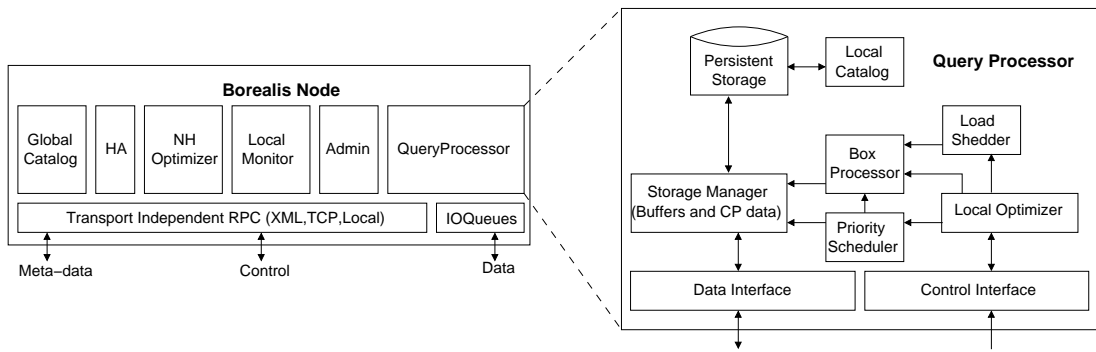 Borealis Node
Global
Catalog
HA
NH
Optimizer
Local
Monitor
Admin
QueryProcessor
Transport Independent RPC (XML,TCP,Local)
IOQueues
Meta−data
Control
Data
Query Processor
Persistent
Storage
Local
Catalog
Load
Shedder
Box
Processor
Storage Manager
(Buffers and CP data)
Local Optimizer
Priority
Scheduler
Data Interface
Control Interface